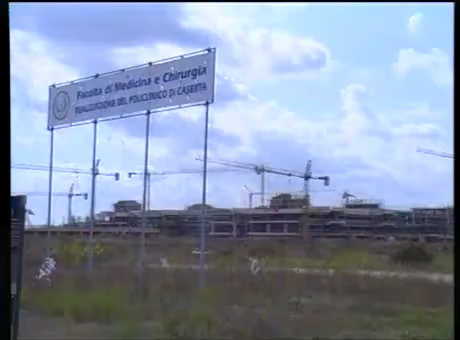 Facoltà di Medicina e Chirurgia
REALIZZAZIONE DEL POLICLINICO DI CASERTA